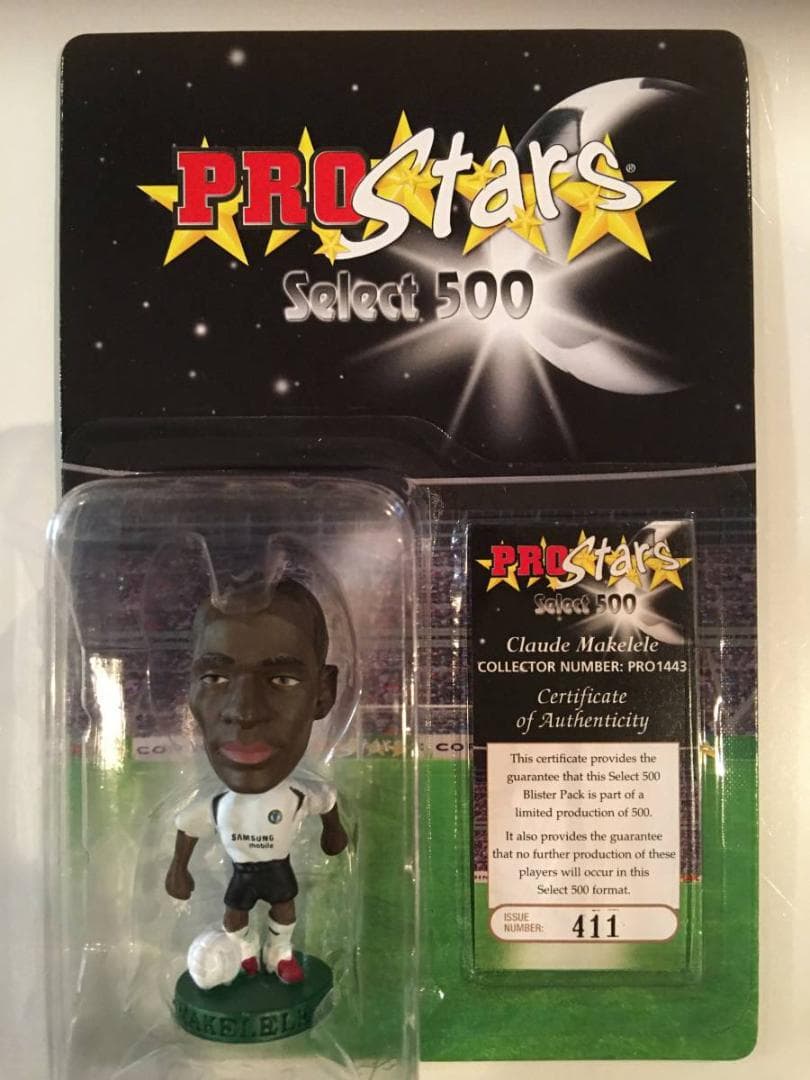 PROStars®
Select 500
PROStars
Select 500
Claude Makelele
COLLECTOR NUMBER: PRO1443
Certificate
of Authenticity
This certificate provides the
guarantee that this Select 500
Blister Pack is part of a
limited production of 500.
It also provides the guarantee
that no further production of these
players will occur in this
Select 500 format.
ISSUE
NUMBER: 411
SAMSUNG
mobile
MAKELELE